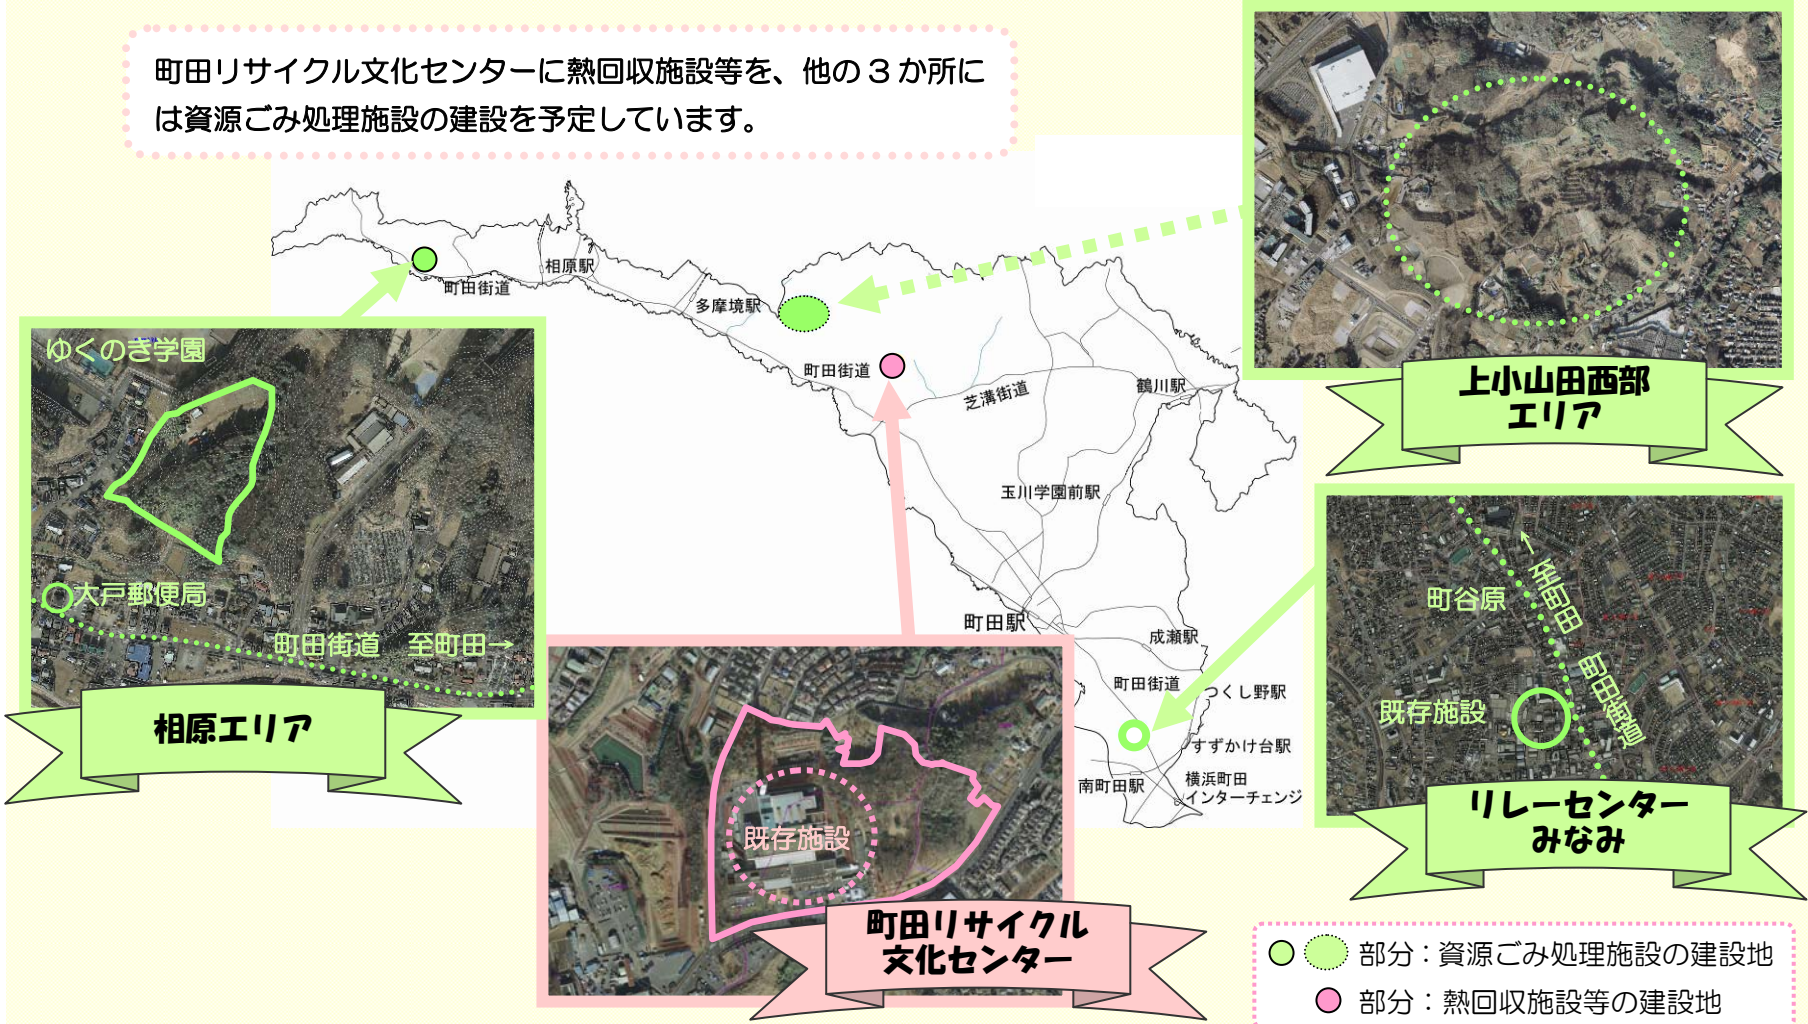 町田リサイクル文化センターに熱回収施設等を、他の3か所に
は資源ごみ処理施設の建設を予定しています。
相原駅
町田街道
多摩境駅
町田街道
芝溝街道
鶴川駅
玉川学園前駅
町田駅
成瀬駅
町田街道
つくし野駅
すずかけ台駅
南町田駅
横浜町田
インターチェンジ
上小山田西部
エリア
ゆくのき学園
大戸郵便局
町田街道 至町田→
相原エリア
既存施設
町田リサイクル
文化センター
←至町田
町谷原
町田街道
既存施設
リレーセンター
みなみ
部分：資源ごみ処理施設の建設地
部分：熱回収施設等の建設地